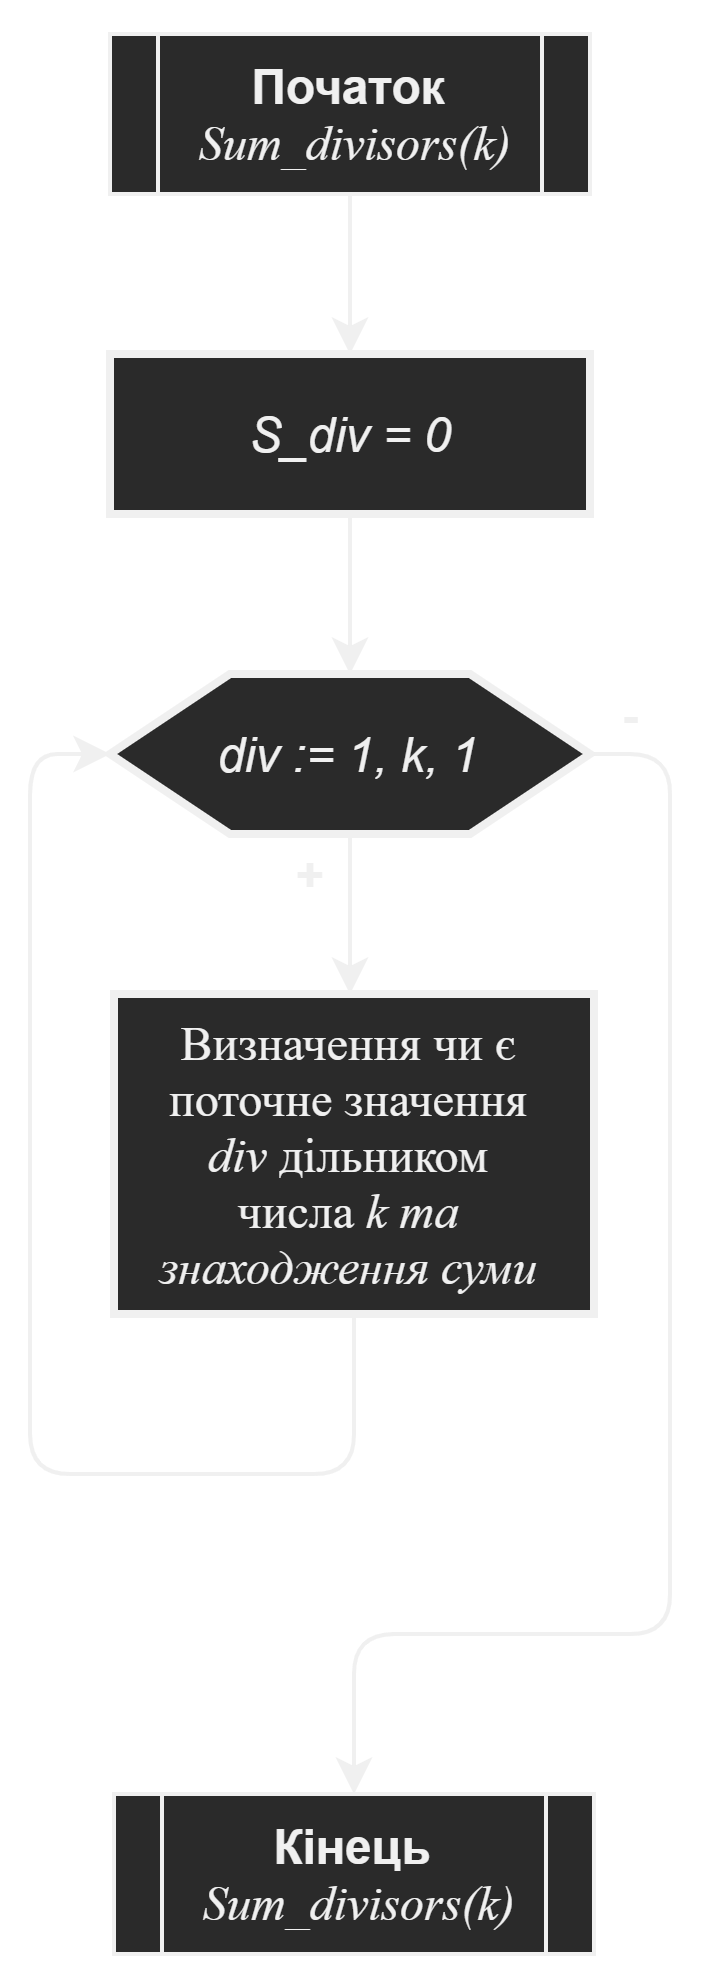 Початок
Sum_divisors(k)
S_div = 0
-
div := 1, k, 1
+
Визначення чи є
поточне значення
div дільником
числа k та
знаходження суми
Кінець
Sum_divisors(k)